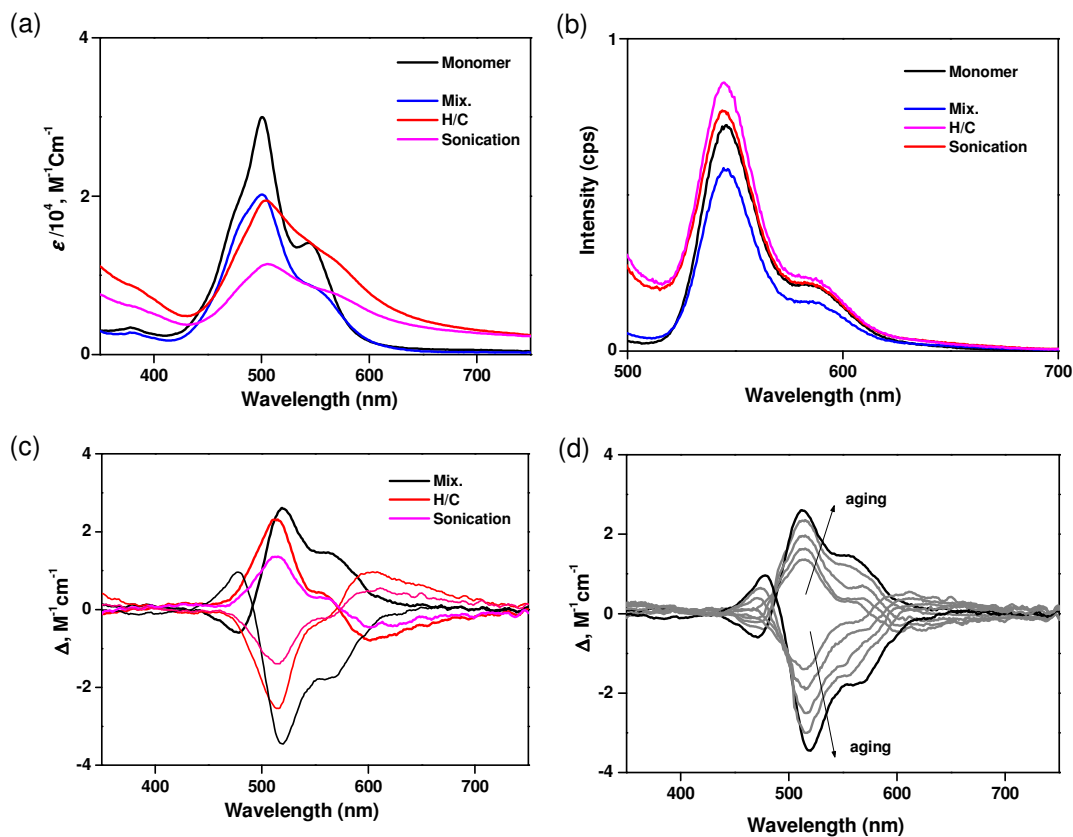 (a)
4
2
0
ε /10⁴, M⁻¹Cm⁻¹
Monomer
Mix.
H/C
Sonication
400 500 600 700
Wavelength (nm)
(b)
1
0
Intensity (cps)
Monomer
Mix.
H/C
Sonication
500 600 700
Wavelength (nm)
(c)
4
2
0
-2
-4
Δ, M⁻¹cm⁻¹
Mix.
H/C
Sonication
400 500 600 700
Wavelength (nm)
(d)
4
2
0
-2
-4
Δ, M⁻¹cm⁻¹
aging
aging
400 500 600 700
Wavelength (nm)